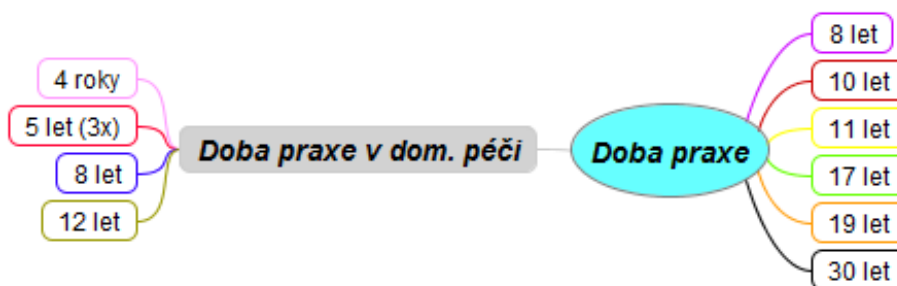 4 roky
5 let (3x)
8 let
12 let
Doba praxe v dom. péči
Doba praxe
8 let
10 let
11 let
17 let
19 let
30 let